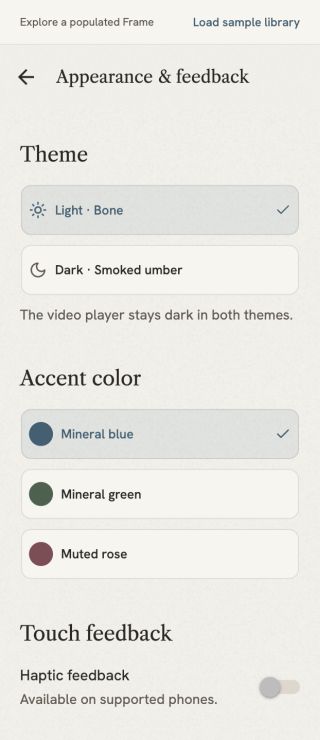 Explore a populated Frame
Load sample library
Appearance & feedback
Theme
Light · Bone
Dark · Smoked umber
The video player stays dark in both themes.
Accent color
Mineral blue
Mineral green
Muted rose
Touch feedback
Haptic feedback
Available on supported phones.